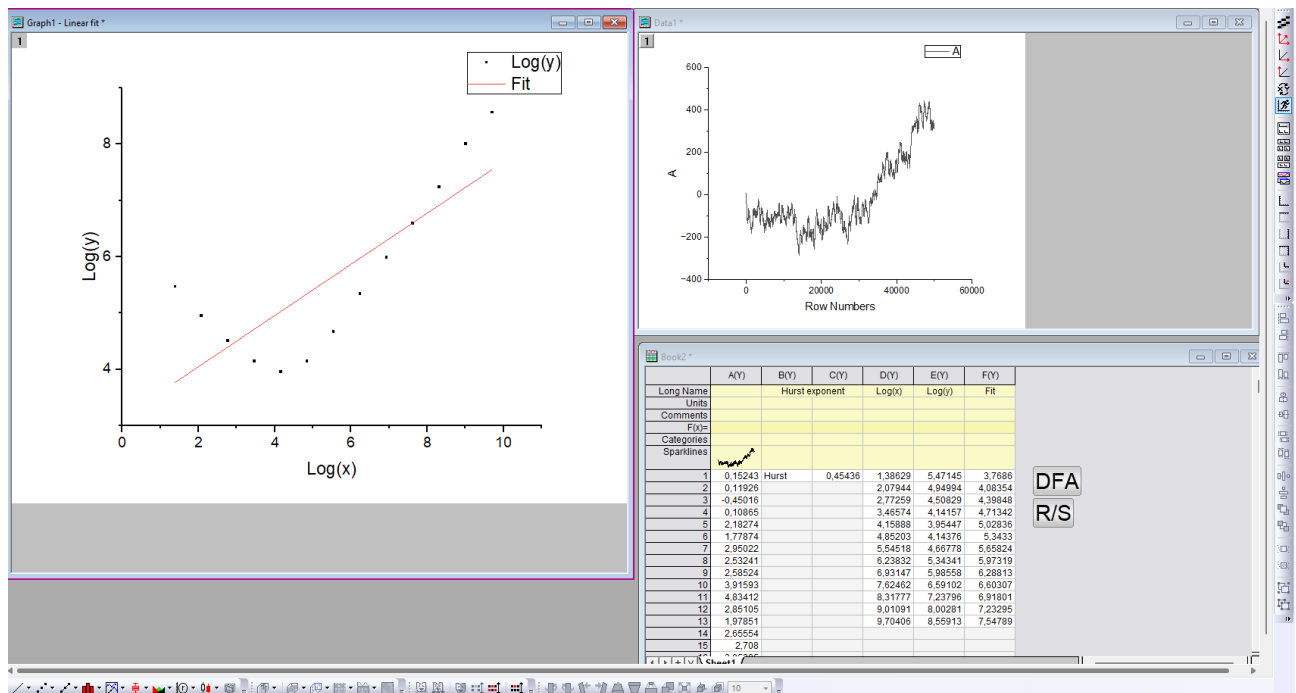 Graph1 - Linear fit *
1
Log(y)
Fit
8
6
4
Log(y)
0 2 4 6 8 10
Log(x)
Data1 *
1
A
600
400
200
0
−200
−400
A
0 20000 40000 60000
Row Numbers
Book2 *
A(Y) B(Y) C(Y) D(Y) E(Y) F(Y)
Long Name Hurst exponent Log(x) Log(y) Fit
Units
Comments
F(x)=
Categories
Sparklines
1 0,15243 Hurst 0,45436 1,38629 5,47145 3,7686
2 0,11926 2,07944 4,94994 4,08354
3 -0,45016 2,77259 4,50829 4,39848
4 0,10865 3,46574 4,14157 4,71342
5 2,18274 4,15888 3,95447 5,02836
6 1,77874 4,85203 4,14376 5,3433
7 2,95022 5,54518 4,66778 5,65824
8 2,53241 6,23832 5,34341 5,97319
9 2,58524 6,93147 5,98558 6,28813
10 3,91593 7,62462 6,59102 6,60307
11 4,83412 8,31777 7,23796 6,91801
12 2,85105 9,01091 8,00281 7,23295
13 1,97851 9,70406 8,55913 7,54789
14 2,65554
15 2,708
Sheet1
DFA
R/S
10